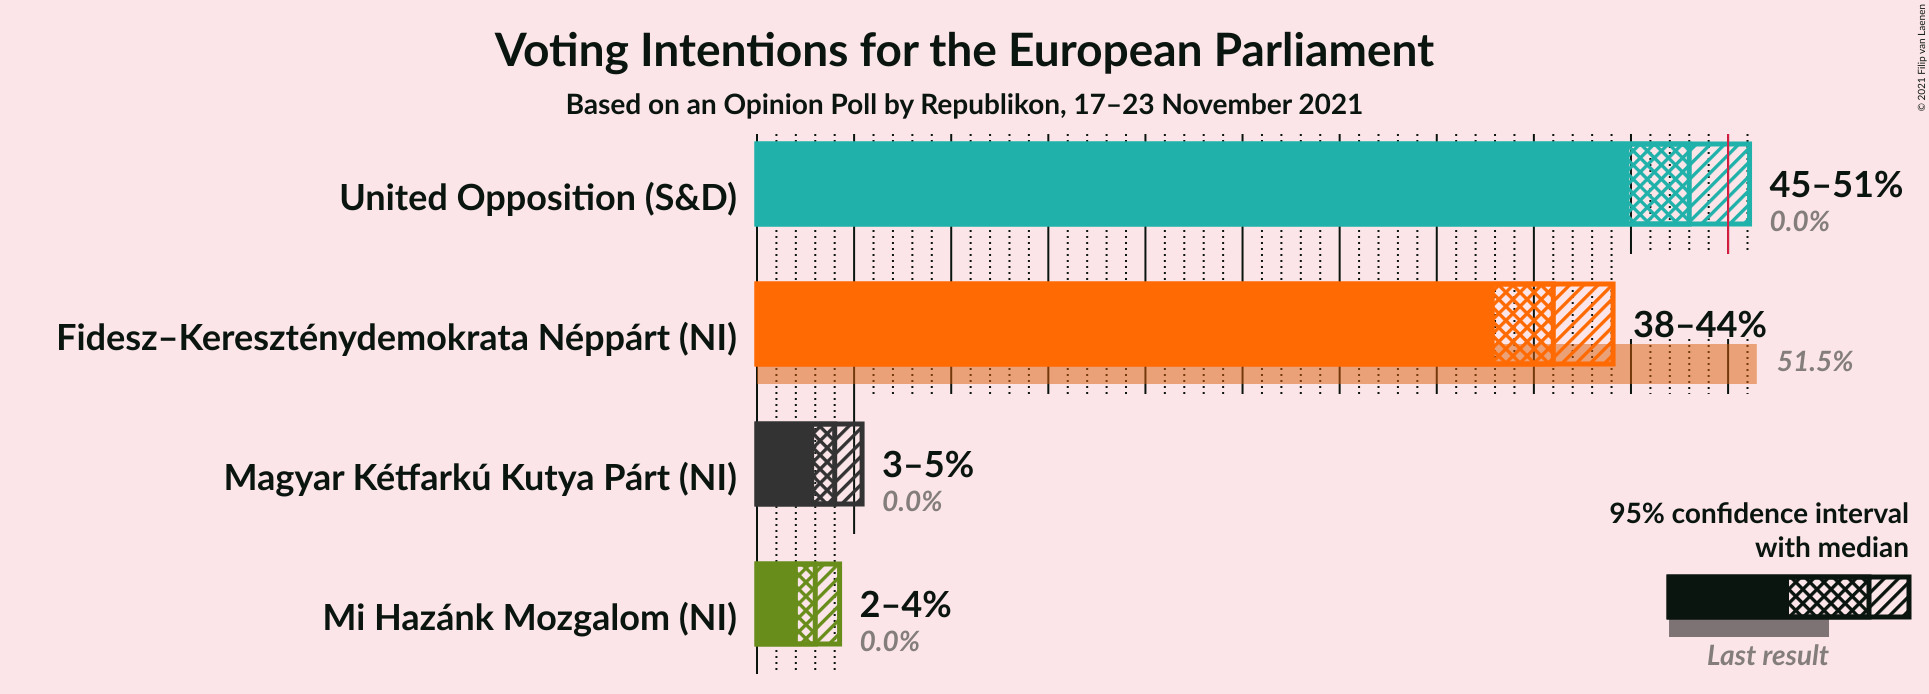 Voting Intentions for the European Parliament
Based on an Opinion Poll by Republikon, 17–23 November 2021
© 2021 Filip van Laenen
United Opposition (S&D)
45–51%
0.0%
Fidesz–Kereszténydemokrata Néppárt (NI)
38–44%
51.5%
Magyar Kétfarkú Kutya Párt (NI)
3–5%
0.0%
Mi Hazánk Mozgalom (NI)
2–4%
0.0%
95% confidence interval
with median
Last result